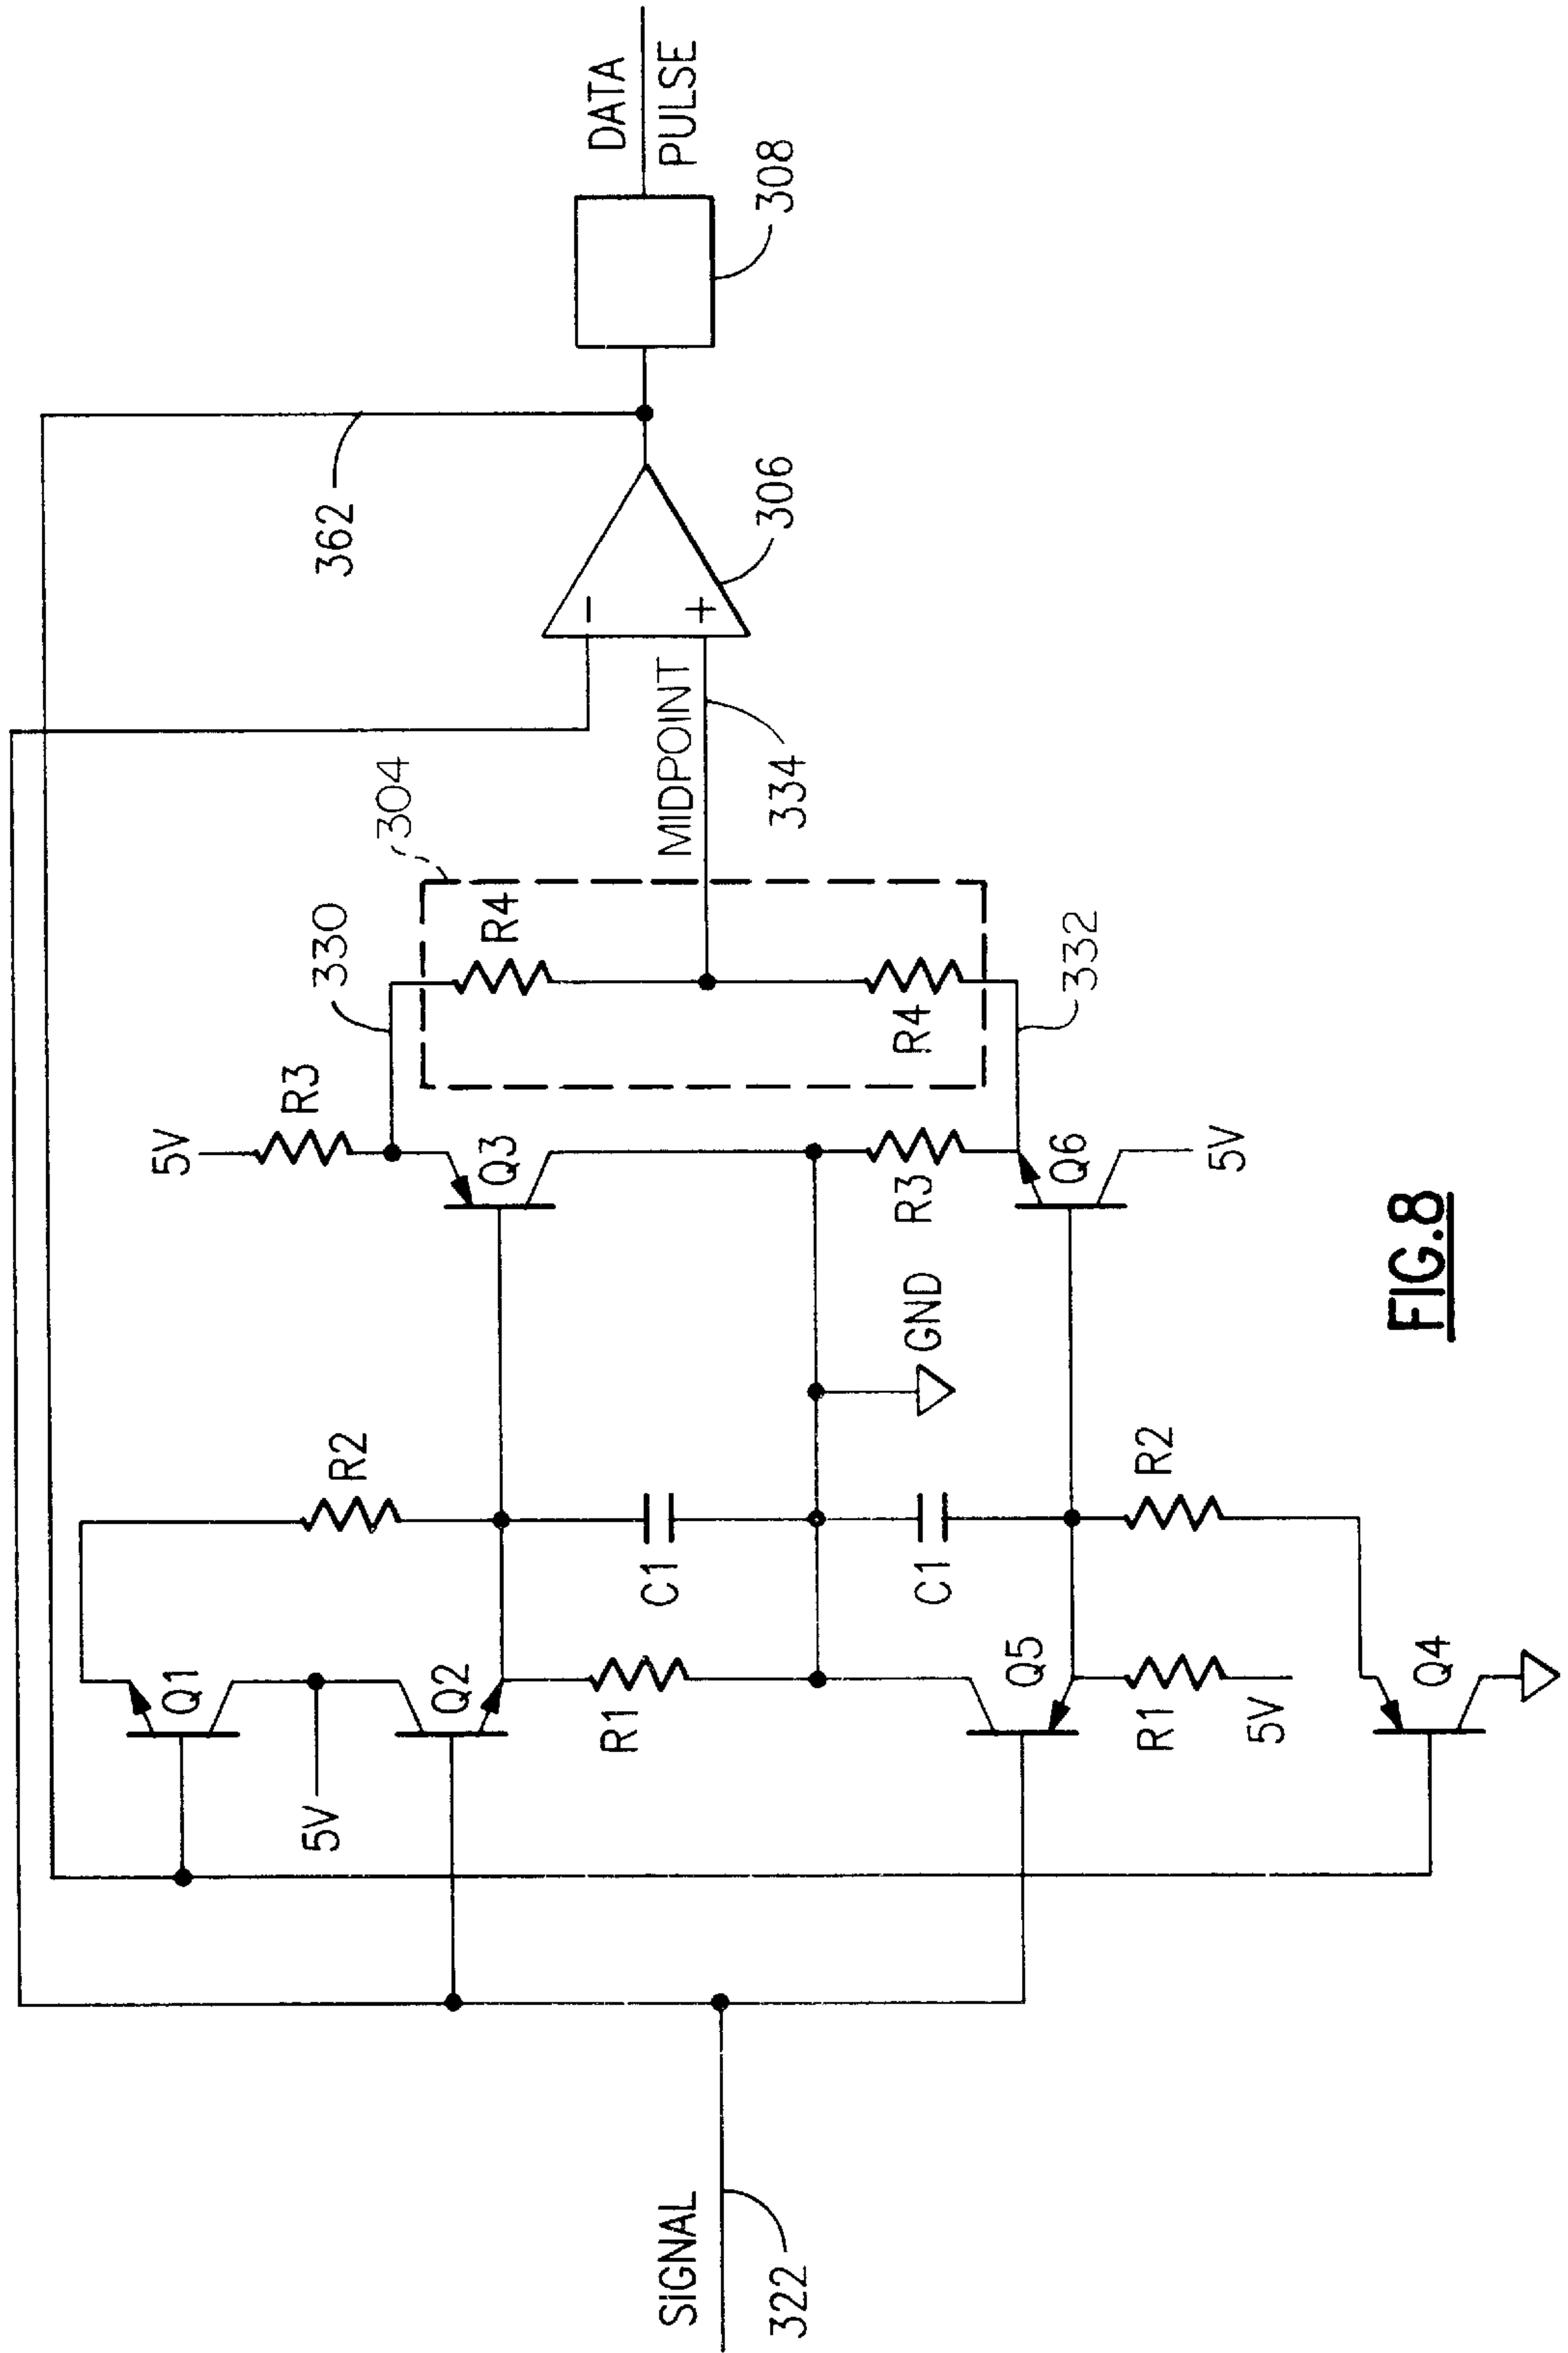 SIGNAL
322
5V
Q1
Q2
R1
Q5
R1
5V
Q4
R2
C1
C1
R2
GND
5V
R3
Q3
R3
Q6
5V
330
304
R4
R4
332
MIDPOINT
334
-
+
306
362
308
DATA
PULSE
FIG.8